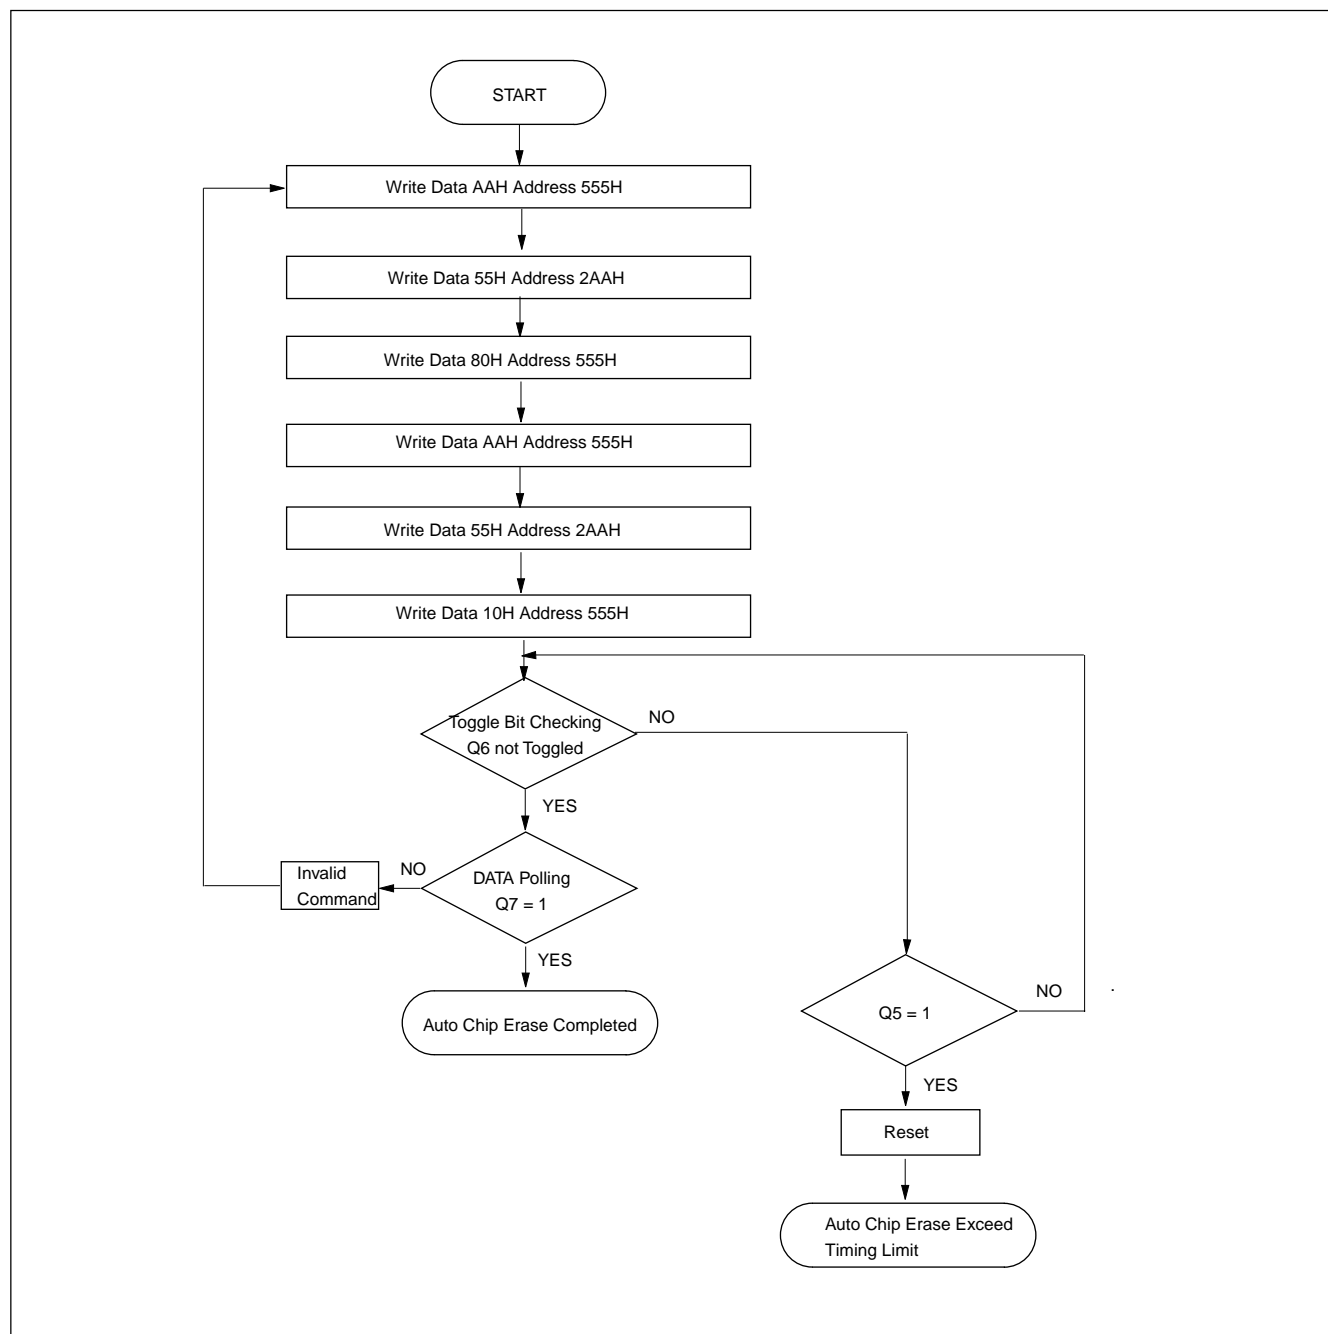 START
Write Data AAH Address 555H
Write Data 55H Address 2AAH
Write Data 80H Address 555H
Write Data AAH Address 555H
Write Data 55H Address 2AAH
Write Data 10H Address 555H
Toggle Bit Checking
Q6 not Toggled
NO
YES
Invalid
Command
NO
DATA Polling
Q7 = 1
YES
Auto Chip Erase Completed
Q5 = 1
NO
.
YES
Reset
Auto Chip Erase Exceed
Timing Limit